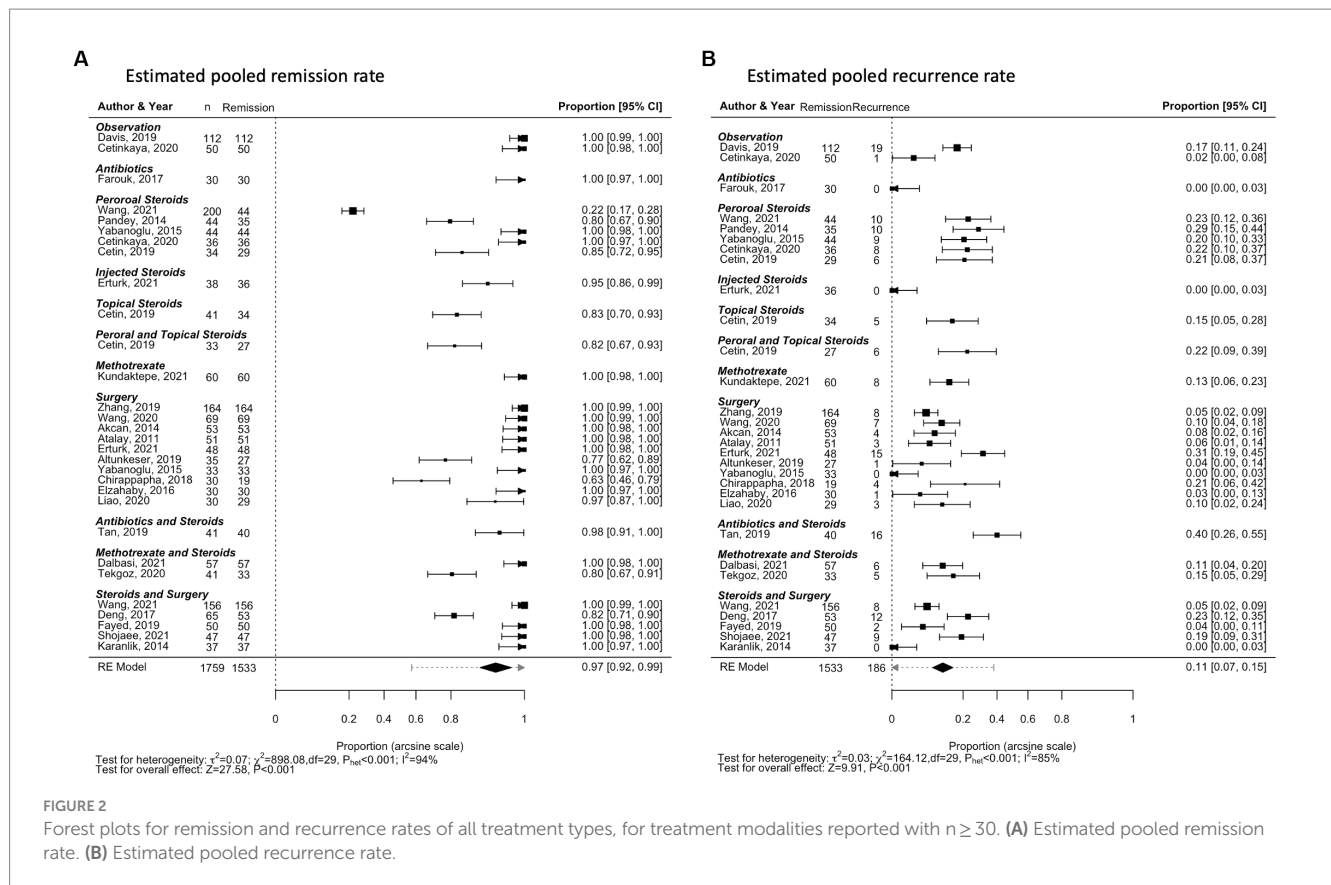 A
Estimated pooled remission rate
Author & Year n Remission Proportion [95% CI]
Observation
Davis, 2019 112 112 1.00 [0.99, 1.00]
Cetinkaya, 2020 50 50 1.00 [0.98, 1.00]
Antibiotics
Farouk, 2017 30 30 1.00 [0.97, 1.00]
Peroroal Steroids
Wang, 2021 200 44 0.22 [0.17, 0.28]
Pandey, 2014 44 35 0.80 [0.67, 0.90]
Yabanoglu, 2015 44 44 1.00 [0.98, 1.00]
Cetinkaya, 2020 36 36 1.00 [0.97, 1.00]
Cetin, 2019 34 29 0.85 [0.72, 0.95]
Injected Steroids
Erturk, 2021 38 36 0.95 [0.86, 0.99]
Topical Steroids
Cetin, 2019 41 34 0.83 [0.70, 0.93]
Peroral and Topical Steroids
Cetin, 2019 33 27 0.82 [0.67, 0.93]
Methotrexate
Kundaktepe, 2021 60 60 1.00 [0.98, 1.00]
Surgery
Zhang, 2019 164 164 1.00 [0.99, 1.00]
Wang, 2020 69 69 1.00 [0.99, 1.00]
Akcan, 2014 53 53 1.00 [0.98, 1.00]
Atalay, 2011 51 51 1.00 [0.98, 1.00]
Erturk, 2021 48 48 1.00 [0.98, 1.00]
Altunkeser, 2019 35 27 0.77 [0.62, 0.89]
Yabanoglu, 2015 33 33 1.00 [0.97, 1.00]
Chirappapha, 2018 30 19 0.63 [0.46, 0.79]
Elzahaby, 2016 30 30 1.00 [0.97, 1.00]
Liao, 2020 30 29 0.97 [0.87, 1.00]
Antibiotics and Steroids
Tan, 2019 41 40 0.98 [0.91, 1.00]
Methotrexate and Steroids
Dalbasi, 2021 57 57 1.00 [0.98, 1.00]
Tekgoz, 2020 41 33 0.80 [0.67, 0.91]
Steroids and Surgery
Wang, 2021 156 156 1.00 [0.99, 1.00]
Deng, 2017 65 53 0.82 [0.71, 0.90]
Fayed, 2019 50 50 1.00 [0.98, 1.00]
Shojaee, 2021 47 47 1.00 [0.98, 1.00]
Karanlik, 2014 37 37 1.00 [0.97, 1.00]
RE Model 1759 1533 0.97 [0.92, 0.99]
0 0.2 0.4 0.6 0.8 1
Proportion (arcsine scale)
Test for heterogeneity: τ²=0.07; χ²=898.08,df=29, Phet<0.001; I²=94%
Test for overall effect: Z=27.58, P<0.001
B
Estimated pooled recurrence rate
Author & Year Remission Recurrence Proportion [95% CI]
Observation
Davis, 2019 112 19 0.17 [0.11, 0.24]
Cetinkaya, 2020 50 1 0.02 [0.00, 0.08]
Antibiotics
Farouk, 2017 30 0 0.00 [0.00, 0.03]
Peroroal Steroids
Wang, 2021 44 10 0.23 [0.12, 0.36]
Pandey, 2014 35 10 0.29 [0.15, 0.44]
Yabanoglu, 2015 44 9 0.20 [0.10, 0.33]
Cetinkaya, 2020 36 8 0.22 [0.10, 0.37]
Cetin, 2019 29 6 0.21 [0.08, 0.37]
Injected Steroids
Erturk, 2021 36 0 0.00 [0.00, 0.03]
Topical Steroids
Cetin, 2019 34 5 0.15 [0.05, 0.28]
Peroral and Topical Steroids
Cetin, 2019 27 6 0.22 [0.09, 0.39]
Methotrexate
Kundaktepe, 2021 60 8 0.13 [0.06, 0.23]
Surgery
Zhang, 2019 164 8 0.05 [0.02, 0.09]
Wang, 2020 69 7 0.10 [0.04, 0.18]
Akcan, 2014 53 4 0.08 [0.02, 0.16]
Atalay, 2011 51 3 0.06 [0.01, 0.14]
Erturk, 2021 48 15 0.31 [0.19, 0.45]
Altunkeser, 2019 27 1 0.04 [0.00, 0.14]
Yabanoglu, 2015 33 0 0.00 [0.00, 0.03]
Chirappapha, 2018 19 4 0.21 [0.06, 0.42]
Elzahaby, 2016 30 1 0.03 [0.00, 0.13]
Liao, 2020 29 3 0.10 [0.02, 0.24]
Antibiotics and Steroids
Tan, 2019 40 16 0.40 [0.26, 0.55]
Methotrexate and Steroids
Dalbasi, 2021 57 6 0.11 [0.04, 0.20]
Tekgoz, 2020 33 5 0.15 [0.05, 0.29]
Steroids and Surgery
Wang, 2021 156 8 0.05 [0.02, 0.09]
Deng, 2017 53 12 0.23 [0.12, 0.35]
Fayed, 2019 50 2 0.04 [0.00, 0.11]
Shojaee, 2021 47 9 0.19 [0.09, 0.31]
Karanlik, 2014 37 0 0.00 [0.00, 0.03]
RE Model 1533 186 0.11 [0.07, 0.15]
0 0.2 0.4 0.6 0.8 1
Proportion (arcsine scale)
Test for heterogeneity: τ²=0.03; χ²=164.12,df=29, Phet<0.001; I²=85%
Test for overall effect: Z=9.91, P<0.001
FIGURE 2
Forest plots for remission and recurrence rates of all treatment types, for treatment modalities reported with n ≥ 30. (A) Estimated pooled remission
rate. (B) Estimated pooled recurrence rate.